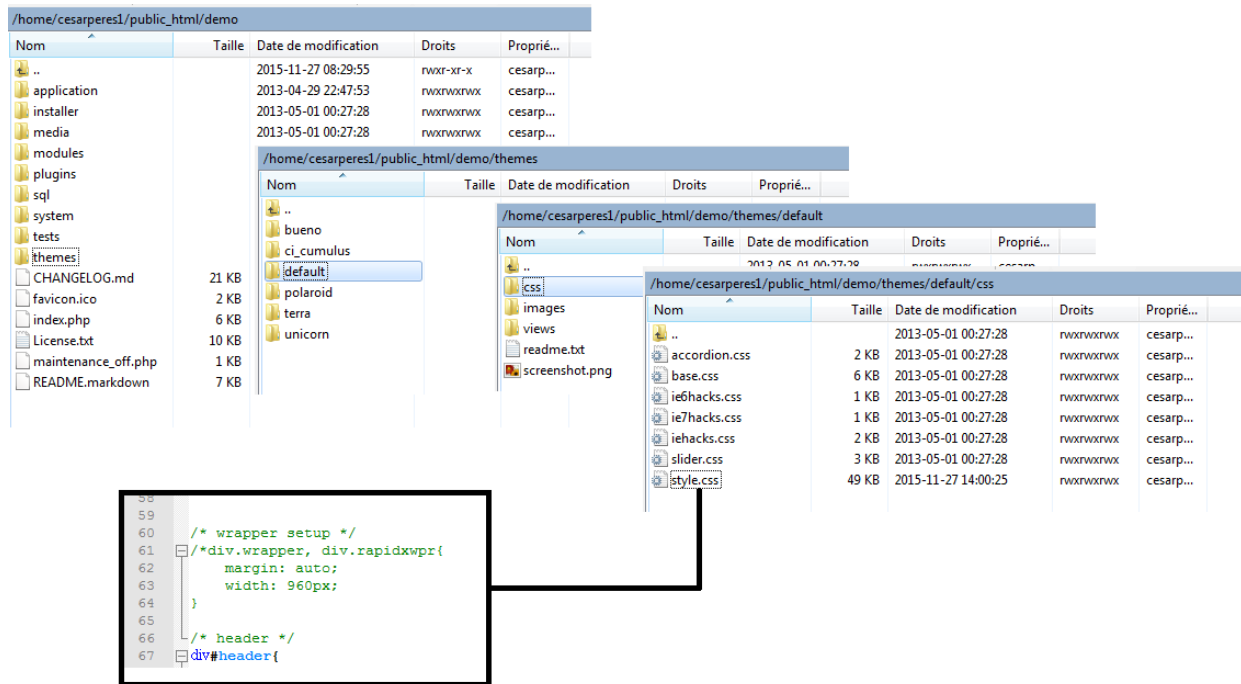 /home/cesarperes1/public_html/demo
Nom Taille Date de modification Droits Proprié...
.. 2015-11-27 08:29:55 rwxr-xr-x cesarp...
application 2013-04-29 22:47:53 rwxrwxrwx cesarp...
installer 2013-05-01 00:27:28 rwxrwxrwx cesarp...
media 2013-05-01 00:27:28 rwxrwxrwx cesarp...
modules
plugins
sql
system
tests
themes
CHANGELOG.md 21 KB
favicon.ico 2 KB
index.php 6 KB
License.txt 10 KB
maintenance_off.php 1 KB
README.markdown 7 KB
/home/cesarperes1/public_html/demo/themes
Nom Taille Date de modification Droits Proprié...
..
bueno
ci_cumulus
default
polaroid
terra
unicorn
/home/cesarperes1/public_html/demo/themes/default
Nom Taille Date de modification Droits Proprié...
.. 2013-05-01 00:27:28 rwxrwxrwx cesarp...
css
images
views
readme.txt
screenshot.png
/home/cesarperes1/public_html/demo/themes/default/css
Nom Taille Date de modification Droits Proprié...
.. 2013-05-01 00:27:28 rwxrwxrwx cesarp...
accordion.css 2 KB 2013-05-01 00:27:28 rwxrwxrwx cesarp...
base.css 6 KB 2013-05-01 00:27:28 rwxrwxrwx cesarp...
ie6hacks.css 1 KB 2013-05-01 00:27:28 rwxrwxrwx cesarp...
ie7hacks.css 1 KB 2013-05-01 00:27:28 rwxrwxrwx cesarp...
iehacks.css 2 KB 2013-05-01 00:27:28 rwxrwxrwx cesarp...
slider.css 3 KB 2013-05-01 00:27:28 rwxrwxrwx cesarp...
style.css 49 KB 2015-11-27 14:00:25 rwxrwxrwx cesarp...
58
59
60 /* wrapper setup */
61 /*div.wrapper, div.rapidxwpr{
62 margin: auto;
63 width: 960px;
64 }
65
66 /* header */
67 div#header{